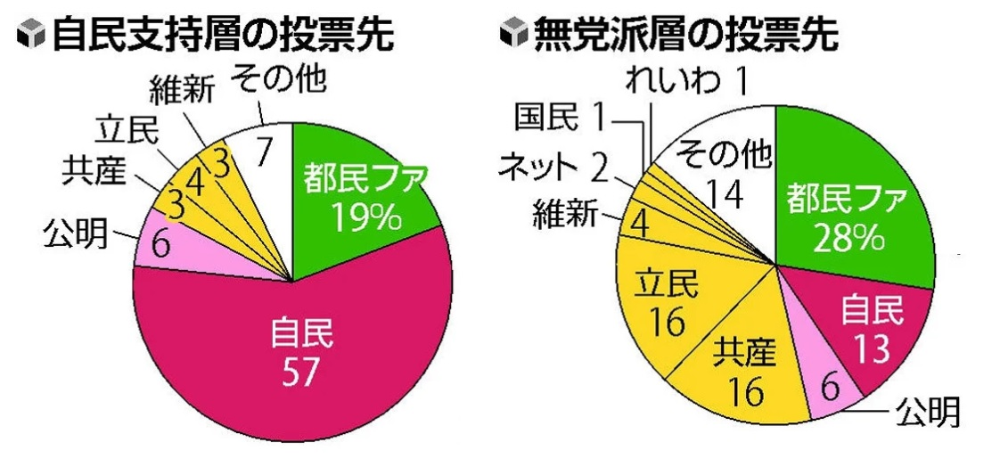 自民支持層の投票先
その他
7
維新
3
立民
4
共産
3
公明
6
都民ファ
19%
自民
57
無党派層の投票先
れいわ 1
国民 1
ネット 2
維新
4
その他
14
都民ファ
28%
立民
16
共産
16
自民
13
6
公明